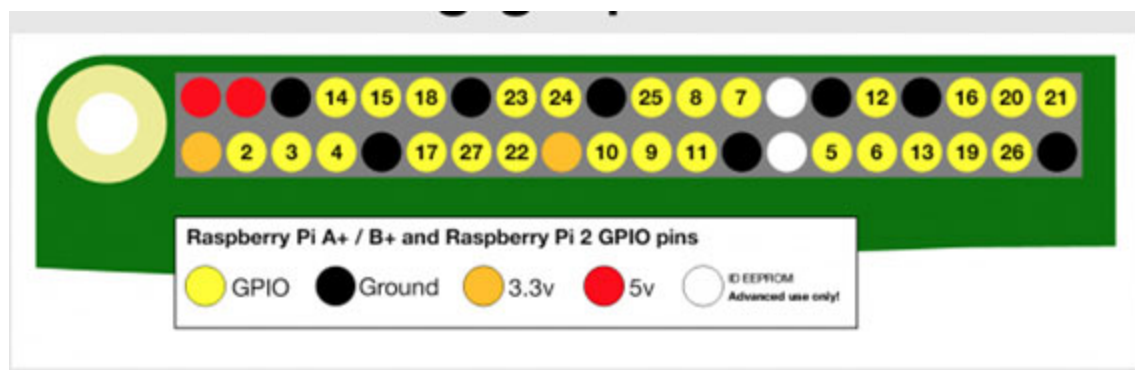 14 15 18 23 24 25 8 7 12 16 20 21
2 3 4 17 27 22 10 9 11 5 6 13 19 26
Raspberry Pi A+ / B+ and Raspberry Pi 2 GPIO pins
GPIO Ground 3.3v 5v ID EEPROM
Advanced use only!